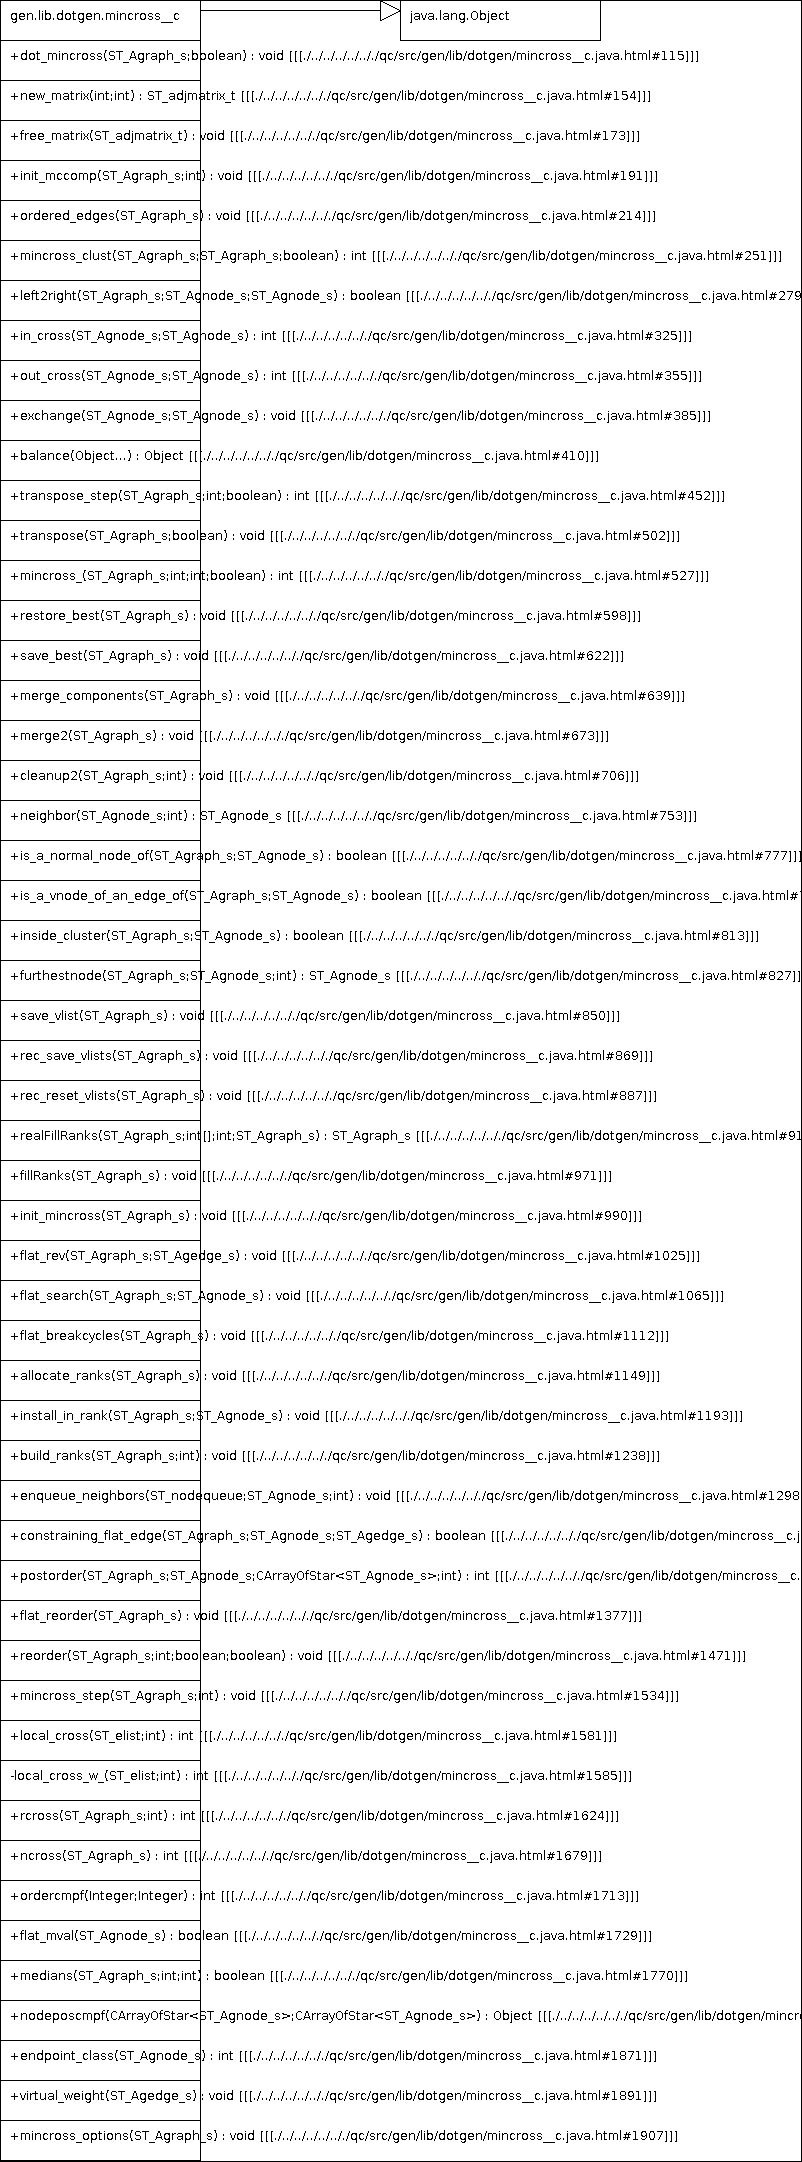 gen.lib.dotgen.mincross__c
java.lang.Object
+dot_mincross(ST_Agraph_s;boolean) : void [[[./../../../../../../qc/src/gen/lib/dotgen/mincross__c.java.html#115]]]
+new_matrix(int;int) : ST_adjmatrix_t [[[./../../../../../../qc/src/gen/lib/dotgen/mincross__c.java.html#154]]]
+free_matrix(ST_adjmatrix_t) : void [[[./../../../../../../qc/src/gen/lib/dotgen/mincross__c.java.html#173]]]
+init_mccomp(ST_Agraph_s;int) : void [[[./../../../../../../qc/src/gen/lib/dotgen/mincross__c.java.html#191]]]
+ordered_edges(ST_Agraph_s) : void [[[./../../../../../../qc/src/gen/lib/dotgen/mincross__c.java.html#214]]]
+mincross_clust(ST_Agraph_s;ST_Agraph_s;boolean) : int [[[./../../../../../../qc/src/gen/lib/dotgen/mincross__c.java.html#251]]]
+left2right(ST_Agraph_s;ST_Agnode_s;ST_Agnode_s) : boolean [[[./../../../../../../qc/src/gen/lib/dotgen/mincross__c.java.html#279
+in_cross(ST_Agnode_s;ST_Agnode_s) : int [[[./../../../../../../qc/src/gen/lib/dotgen/mincross__c.java.html#325]]]
+out_cross(ST_Agnode_s;ST_Agnode_s) : int [[[./../../../../../../qc/src/gen/lib/dotgen/mincross__c.java.html#355]]]
+exchange(ST_Agnode_s;ST_Agnode_s) : void [[[./../../../../../../qc/src/gen/lib/dotgen/mincross__c.java.html#385]]]
+balance(Object...) : Object [[[./../../../../../../qc/src/gen/lib/dotgen/mincross__c.java.html#410]]]
+transpose_step(ST_Agraph_s;int;boolean) : int [[[./../../../../../../qc/src/gen/lib/dotgen/mincross__c.java.html#452]]]
+transpose(ST_Agraph_s;boolean) : void [[[./../../../../../../qc/src/gen/lib/dotgen/mincross__c.java.html#502]]]
+mincross_(ST_Agraph_s;int;int;boolean) : int [[[./../../../../../../qc/src/gen/lib/dotgen/mincross__c.java.html#527]]]
+restore_best(ST_Agraph_s) : void [[[./../../../../../../qc/src/gen/lib/dotgen/mincross__c.java.html#598]]]
+save_best(ST_Agraph_s) : void [[[./../../../../../../qc/src/gen/lib/dotgen/mincross__c.java.html#622]]]
+merge_components(ST_Agraph_s) : void [[[./../../../../../../qc/src/gen/lib/dotgen/mincross__c.java.html#639]]]
+merge2(ST_Agraph_s) : void [[[./../../../../../../qc/src/gen/lib/dotgen/mincross__c.java.html#673]]]
+cleanup2(ST_Agraph_s;int) : void [[[./../../../../../../qc/src/gen/lib/dotgen/mincross__c.java.html#706]]]
+neighbor(ST_Agnode_s;int) : ST_Agnode_s [[[./../../../../../../qc/src/gen/lib/dotgen/mincross__c.java.html#753]]]
+is_a_normal_node_of(ST_Agraph_s;ST_Agnode_s) : boolean [[[./../../../../../../qc/src/gen/lib/dotgen/mincross__c.java.html#777]]]
+is_a_vnode_of_an_edge_of(ST_Agraph_s;ST_Agnode_s) : boolean [[[./../../../../../../qc/src/gen/lib/dotgen/mincross__c.java.html#
+inside_cluster(ST_Agraph_s;ST_Agnode_s) : boolean [[[./../../../../../../qc/src/gen/lib/dotgen/mincross__c.java.html#813]]]
+furthestnode(ST_Agraph_s;ST_Agnode_s;int) : ST_Agnode_s [[[./../../../../../../qc/src/gen/lib/dotgen/mincross__c.java.html#827]]
+save_vlist(ST_Agraph_s) : void [[[./../../../../../../qc/src/gen/lib/dotgen/mincross__c.java.html#850]]]
+rec_save_vlists(ST_Agraph_s) : void [[[./../../../../../../qc/src/gen/lib/dotgen/mincross__c.java.html#869]]]
+rec_reset_vlists(ST_Agraph_s) : void [[[./../../../../../../qc/src/gen/lib/dotgen/mincross__c.java.html#887]]]
+realFillRanks(ST_Agraph_s;int[];int;ST_Agraph_s) : ST_Agraph_s [[[./../../../../../../qc/src/gen/lib/dotgen/mincross__c.java.html#91
+fillRanks(ST_Agraph_s) : void [[[./../../../../../../qc/src/gen/lib/dotgen/mincross__c.java.html#971]]]
+init_mincross(ST_Agraph_s) : void [[[./../../../../../../qc/src/gen/lib/dotgen/mincross__c.java.html#990]]]
+flat_rev(ST_Agraph_s;ST_Agedge_s) : void [[[./../../../../../../qc/src/gen/lib/dotgen/mincross__c.java.html#1025]]]
+flat_search(ST_Agraph_s;ST_Agnode_s) : void [[[./../../../../../../qc/src/gen/lib/dotgen/mincross__c.java.html#1065]]]
+flat_breakcycles(ST_Agraph_s) : void [[[./../../../../../../qc/src/gen/lib/dotgen/mincross__c.java.html#1112]]]
+allocate_ranks(ST_Agraph_s) : void [[[./../../../../../../qc/src/gen/lib/dotgen/mincross__c.java.html#1149]]]
+install_in_rank(ST_Agraph_s;ST_Agnode_s) : void [[[./../../../../../../qc/src/gen/lib/dotgen/mincross__c.java.html#1193]]]
+build_ranks(ST_Agraph_s;int) : void [[[./../../../../../../qc/src/gen/lib/dotgen/mincross__c.java.html#1238]]]
+enqueue_neighbors(ST_nodequeue;ST_Agnode_s;int) : void [[[./../../../../../../qc/src/gen/lib/dotgen/mincross__c.java.html#1298
+constraining_flat_edge(ST_Agraph_s;ST_Agnode_s;ST_Agedge_s) : boolean [[[./../../../../../../qc/src/gen/lib/dotgen/mincross__c.j
+postorder(ST_Agraph_s;ST_Agnode_s;CArrayOfStar<ST_Agnode_s>;int) : int [[[./../../../../../../qc/src/gen/lib/dotgen/mincross__c.
+flat_reorder(ST_Agraph_s) : void [[[./../../../../../../qc/src/gen/lib/dotgen/mincross__c.java.html#1377]]]
+reorder(ST_Agraph_s;int;boolean;boolean) : void [[[./../../../../../../qc/src/gen/lib/dotgen/mincross__c.java.html#1471]]]
+mincross_step(ST_Agraph_s;int) : void [[[./../../../../../../qc/src/gen/lib/dotgen/mincross__c.java.html#1534]]]
+local_cross(ST_elist;int) : int [[[./../../../../../../qc/src/gen/lib/dotgen/mincross__c.java.html#1581]]]
-local_cross_w_(ST_elist;int) : int [[[./../../../../../../qc/src/gen/lib/dotgen/mincross__c.java.html#1585]]]
+rcross(ST_Agraph_s;int) : int [[[./../../../../../../qc/src/gen/lib/dotgen/mincross__c.java.html#1624]]]
+ncross(ST_Agraph_s) : int [[[./../../../../../../qc/src/gen/lib/dotgen/mincross__c.java.html#1679]]]
+ordercmpf(Integer;Integer) : int [[[./../../../../../../qc/src/gen/lib/dotgen/mincross__c.java.html#1713]]]
+flat_mval(ST_Agnode_s) : boolean [[[./../../../../../../qc/src/gen/lib/dotgen/mincross__c.java.html#1729]]]
+medians(ST_Agraph_s;int;int) : boolean [[[./../../../../../../qc/src/gen/lib/dotgen/mincross__c.java.html#1770]]]
+nodeposcmpf(CArrayOfStar<ST_Agnode_s>;CArrayOfStar<ST_Agnode_s>) : Object [[[./../../../../../../qc/src/gen/lib/dotgen/mincr
+endpoint_class(ST_Agnode_s) : int [[[./../../../../../../qc/src/gen/lib/dotgen/mincross__c.java.html#1871]]]
+virtual_weight(ST_Agedge_s) : void [[[./../../../../../../qc/src/gen/lib/dotgen/mincross__c.java.html#1891]]]
+mincross_options(ST_Agraph_s) : void [[[./../../../../../../qc/src/gen/lib/dotgen/mincross__c.java.html#1907]]]